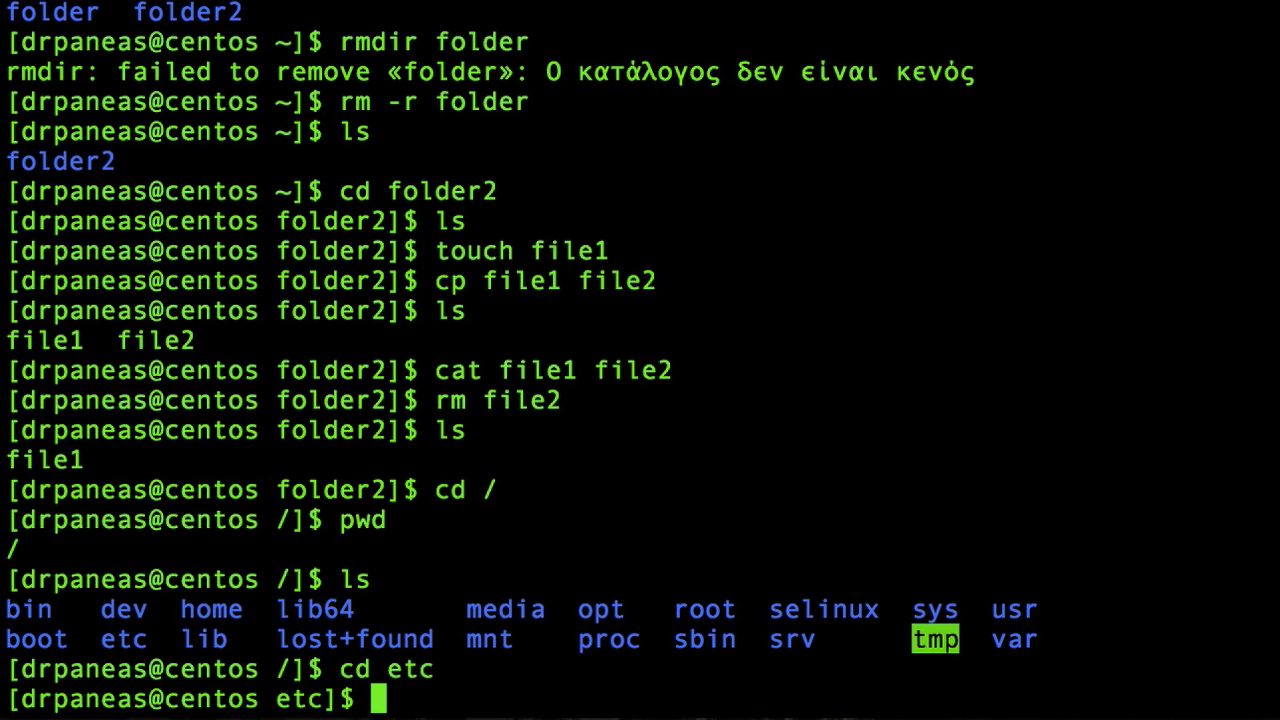 folder  folder2
[drpaneas@centos ~]$ rmdir folder
rmdir: failed to remove «folder»: Ο κατάλογος δεν είναι κενός
[drpaneas@centos ~]$ rm -r folder
[drpaneas@centos ~]$ ls
folder2
[drpaneas@centos ~]$ cd folder2
[drpaneas@centos folder2]$ ls
[drpaneas@centos folder2]$ touch file1
[drpaneas@centos folder2]$ cp file1 file2
[drpaneas@centos folder2]$ ls
file1  file2
[drpaneas@centos folder2]$ cat file1 file2
[drpaneas@centos folder2]$ rm file2
[drpaneas@centos folder2]$ ls
file1
[drpaneas@centos folder2]$ cd /
[drpaneas@centos /]$ pwd
/
[drpaneas@centos /]$ ls
bin   dev  home  lib64       media  opt   root  selinux  sys  usr
boot  etc  lib   lost+found  mnt    proc  sbin  srv      tmp  var
[drpaneas@centos /]$ cd etc
[drpaneas@centos etc]$